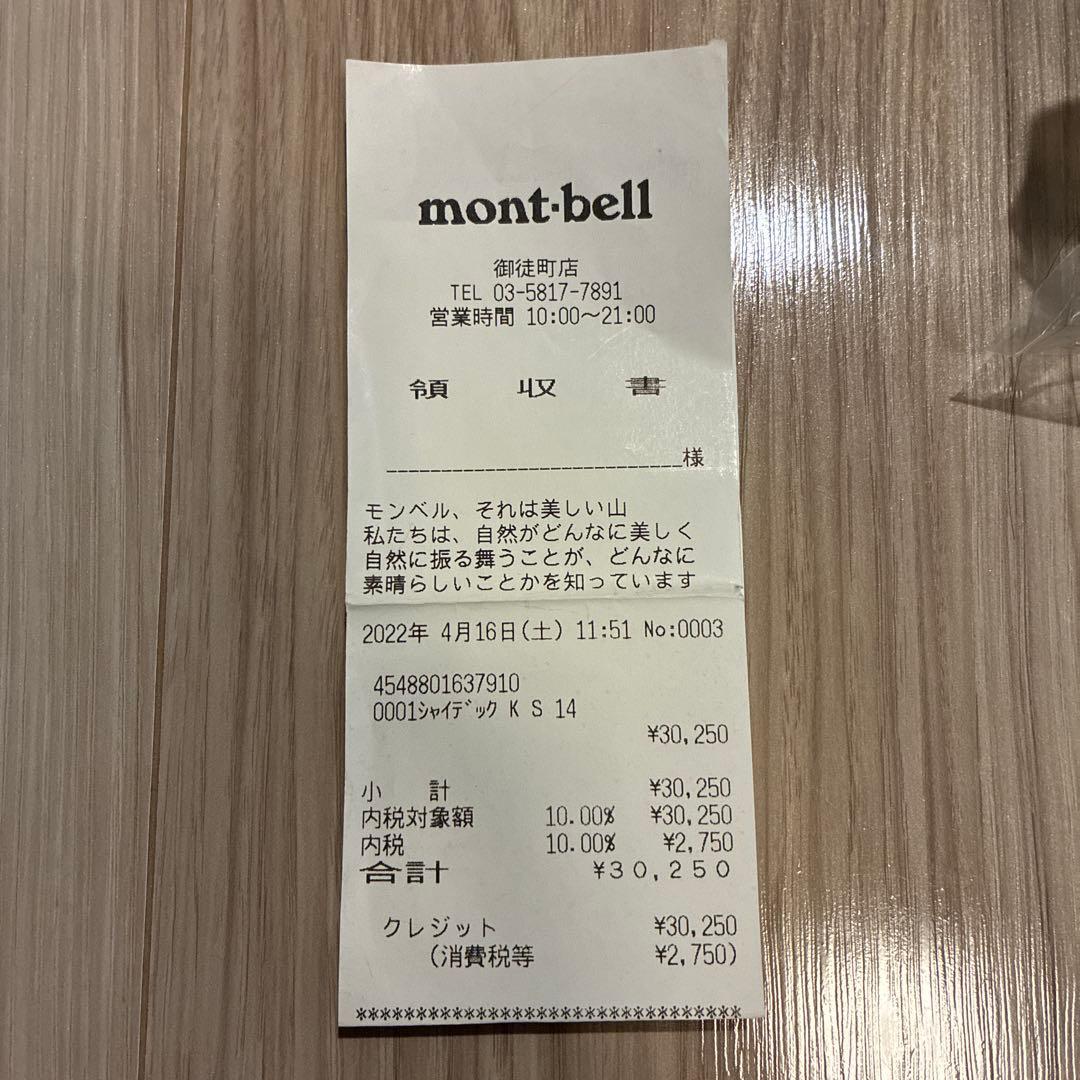 mont·bell
御徒町店
TEL 03-5817-7891
営業時間 10:00～21:00
領 収 書
様
モンベル、それは美しい山
私たちは、自然がどんなに美しく
自然に振る舞うことが、どんなに
素晴らしいことかを知っています
2022年 4月16日(土) 11:51 No:0003
4548801637910
0001ｼｬｲﾃﾞｯｸ K S 14
¥30,250
小 計 ¥30,250
内税対象額 10.00% ¥30,250
内税 10.00% ¥2,750
合計 ¥30,250
クレジット ¥30,250
(消費税等 ¥2,750)
********************************